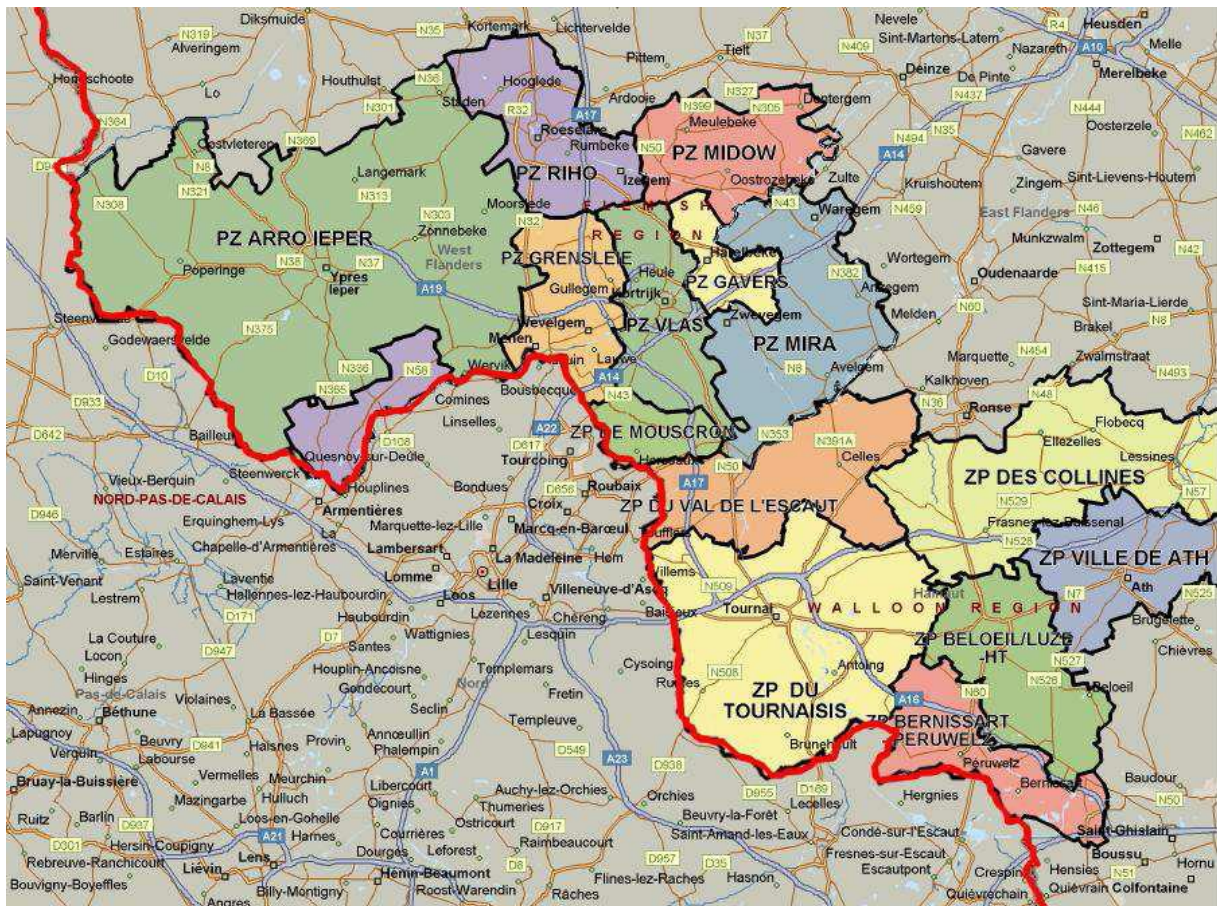 Diksmuide
Kortemark
Lichtervelde
N37
Nevele
R4
Heusden
N319
Alveringem
N35
Pittem
Tielt
N409
Sint-Martens-Latem
Nazareth
A10
Melle
Hooglede
N327
Deinze
De Pinte
Merelbeke
Lo
Houthulst
N36
Staden
Ardooie
N399
N305
Dentergem
N437
N301
R32
A17
Meulebeke
N444
Oosterzele
N364
N369
Roeselare
N50
N494
N35
N462
Oostvleteren
Rumbeke
PZ MIDOW
A14
Gavere
N8
Langemark
PZ RIHO
Izegem
Oostrozebeke
Zulte
Kruishoutem
Zingem
Sint-Lievens-Houtem
N308
N321
N313
Moorslede
FLEMISH
N43
Waregem
N459
East Flanders
N46
N303
N32
REGION
Munkzwalm
Zottegem
PZ ARRO IEPER
Zonnebeke
West
Flanders
PZ GRENSLEIE
Harelbeke
Wortegem
N42
Poperinge
N38
N37
Ypres
Ieper
Heule
PZ GAVERS
N382
Oudenaarde
N415
A19
Gullegem
Kortrijk
Anzegem
N60
Sint-Maria-Lierde
Wevelgem
PZ VLAS
Zwevegem
Melden
N8
N375
Menen
PZ MIRA
Brakel
Godewaersvelde
N336
N58
Wervik
Lauwe
N8
Avelgem
Marquette
N454
Zwalmstraat
D10
N365
Bousbecque
A14
Kalkhoven
N493
D933
Comines
N43
N36
N48
Linselles
ZP DE MOUSCRON
N353
N391A
Ronse
Flobecq
D642
Bailleul
D108
A22
D617
Ellezelles
Quesnoy-sur-Deûle
Tourcoing
N50
Celles
Lessines
Vieux-Berquin
Steenwerck
Houplines
Bondues
Roubaix
A17
ZP DES COLLINES
NORD-PAS-DE-CALAIS
D656
ZP DU VAL DE L'ESCAUT
N529
N57
D946
Erquinghem-Lys
Armentières
Croix
Marquette-lez-Lille
Marcq-en-Barœul
Frasnes-lez-Buissenal
La
Chapelle-d'Armentières
N528
Merville
Estaires
Lambersart
La Madeleine
Hem
ZP VILLE DE ATH
Saint-Venant
Laventie
Lomme
Lille
Willems
N509
Ath
Lestrem
Hallennes-lez-Haubourdin
Loos
Villeneuve-d'Ascq
Hainaut
N7
N525
D171
Haubourdin
Lezennes
Chéreng
Baisieux
Tournai
WALLOON REGION
Brugelette
La Couture
D7
Wattignies
Lesquin
ZP BELOEIL/LUZE
-HT
Chièvres
Locon
D947
Santes
Hinges
Houplin-Ancoisne
Templemars
Cysoing
N508
Antoing
N527
Pas-de-Calais
Gondecourt
Nord
Rumes
N526
Beloeil
Annezin
Béthune
Violaines
Seclin
Fretin
ZP DU
TOURNAISIS
A16
N60
Lapugnoy
La Bassée
Templeuve
ZP BERNISSART
PERUWELZ
Beuvry
D941
Provin
Annœullin
D549
Brunehault
Verquin
Labourse
Haisnes
Phalempin
A23
D938
Péruwelz
Bruay-la-Buissière
Vermelles
Meurchin
A1
Bernissart
Baudour
Mazingarbe
Hulluch
Libercourt
Auchy-lez-Orchies
Orchies
D955
D169
Lecelles
Hergnies
N50
Ruitz
Barlin
Loos-en-Gohelle
Oignies
Thumeries
Beuvry-la-Forêt
D937
A21
Harnes
Courrières
Ostricourt
D917
Saint-Amand-les-Eaux
Condé-sur-l'Escaut
Saint-Ghislain
D301
Hersin-Coupigny
Raimbeaucourt
Rebreuve-Ranchicourt
Lens
Dourges
Leforest
D957
D35
Fresnes-sur-Escaut
Boussu
Liévin
D8
Escautpont
Crespin
Hensies
N51
Hornu
Bouvigny-Boyeffles
Billy-Montigny
Hénin-Beaumont
Flines-lez-Raches
Hasnon
Angres
Roost-Warendin
Râches
Quiévrechain
Quiévrain
Colfontaine